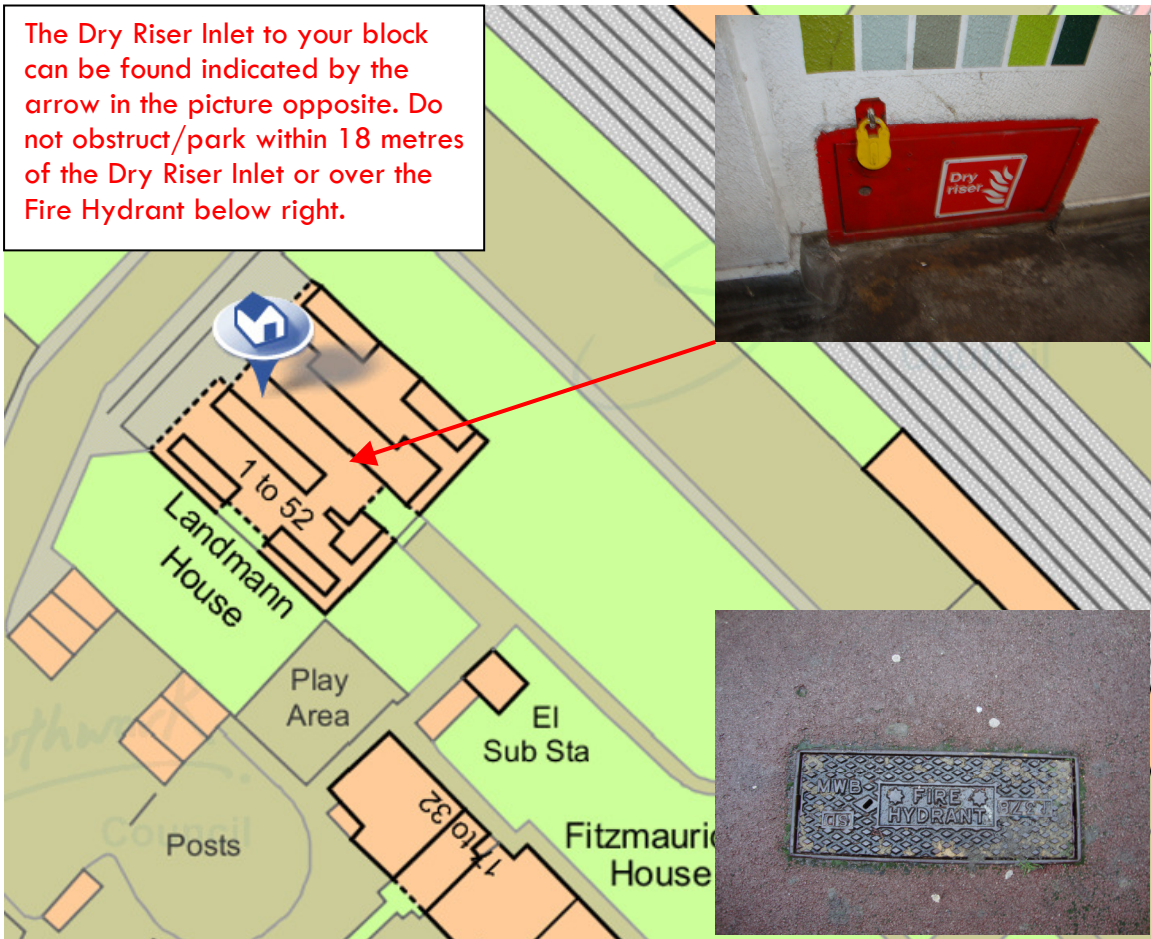 The Dry Riser Inlet to your block
can be found indicated by the
arrow in the picture opposite. Do
not obstruct/park within 18 metres
of the Dry Riser Inlet or over the
Fire Hydrant below right.
Dry
riser
1 to 52
Landmann
House
Play
Area
El
Sub Sta
17 to 32
Fitzmauric
House
Posts
Council
MWB
FIRE
HYDRANT